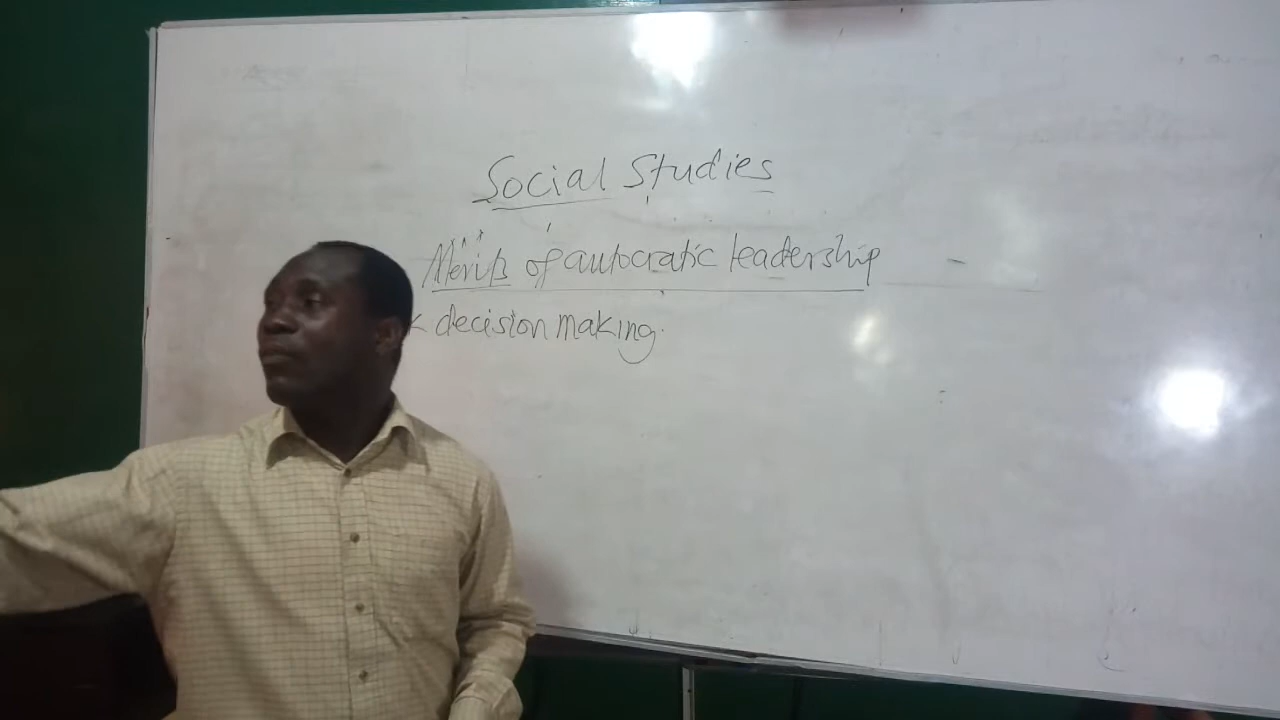 Social Studies
Merits of autocratic leadership
decision making.